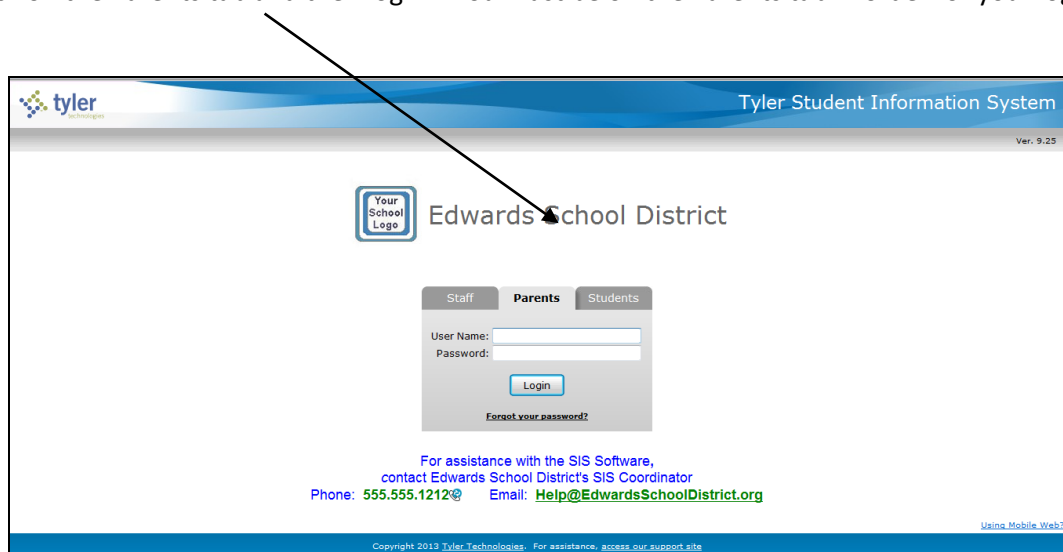 tyler
technologies
Tyler Student Information System
Ver. 9.25
Your
School
Logo
Edwards School District
Staff Parents Students
User Name:
Password:
Login
Forgot your password?
For assistance with the SIS Software,
contact Edwards School District's SIS Coordinator
Phone: 555.555.1212 Email: Help@EdwardsSchoolDistrict.org
Using Mobile Web?
Copyright 2013 Tyler Technologies. For assistance, access our support site